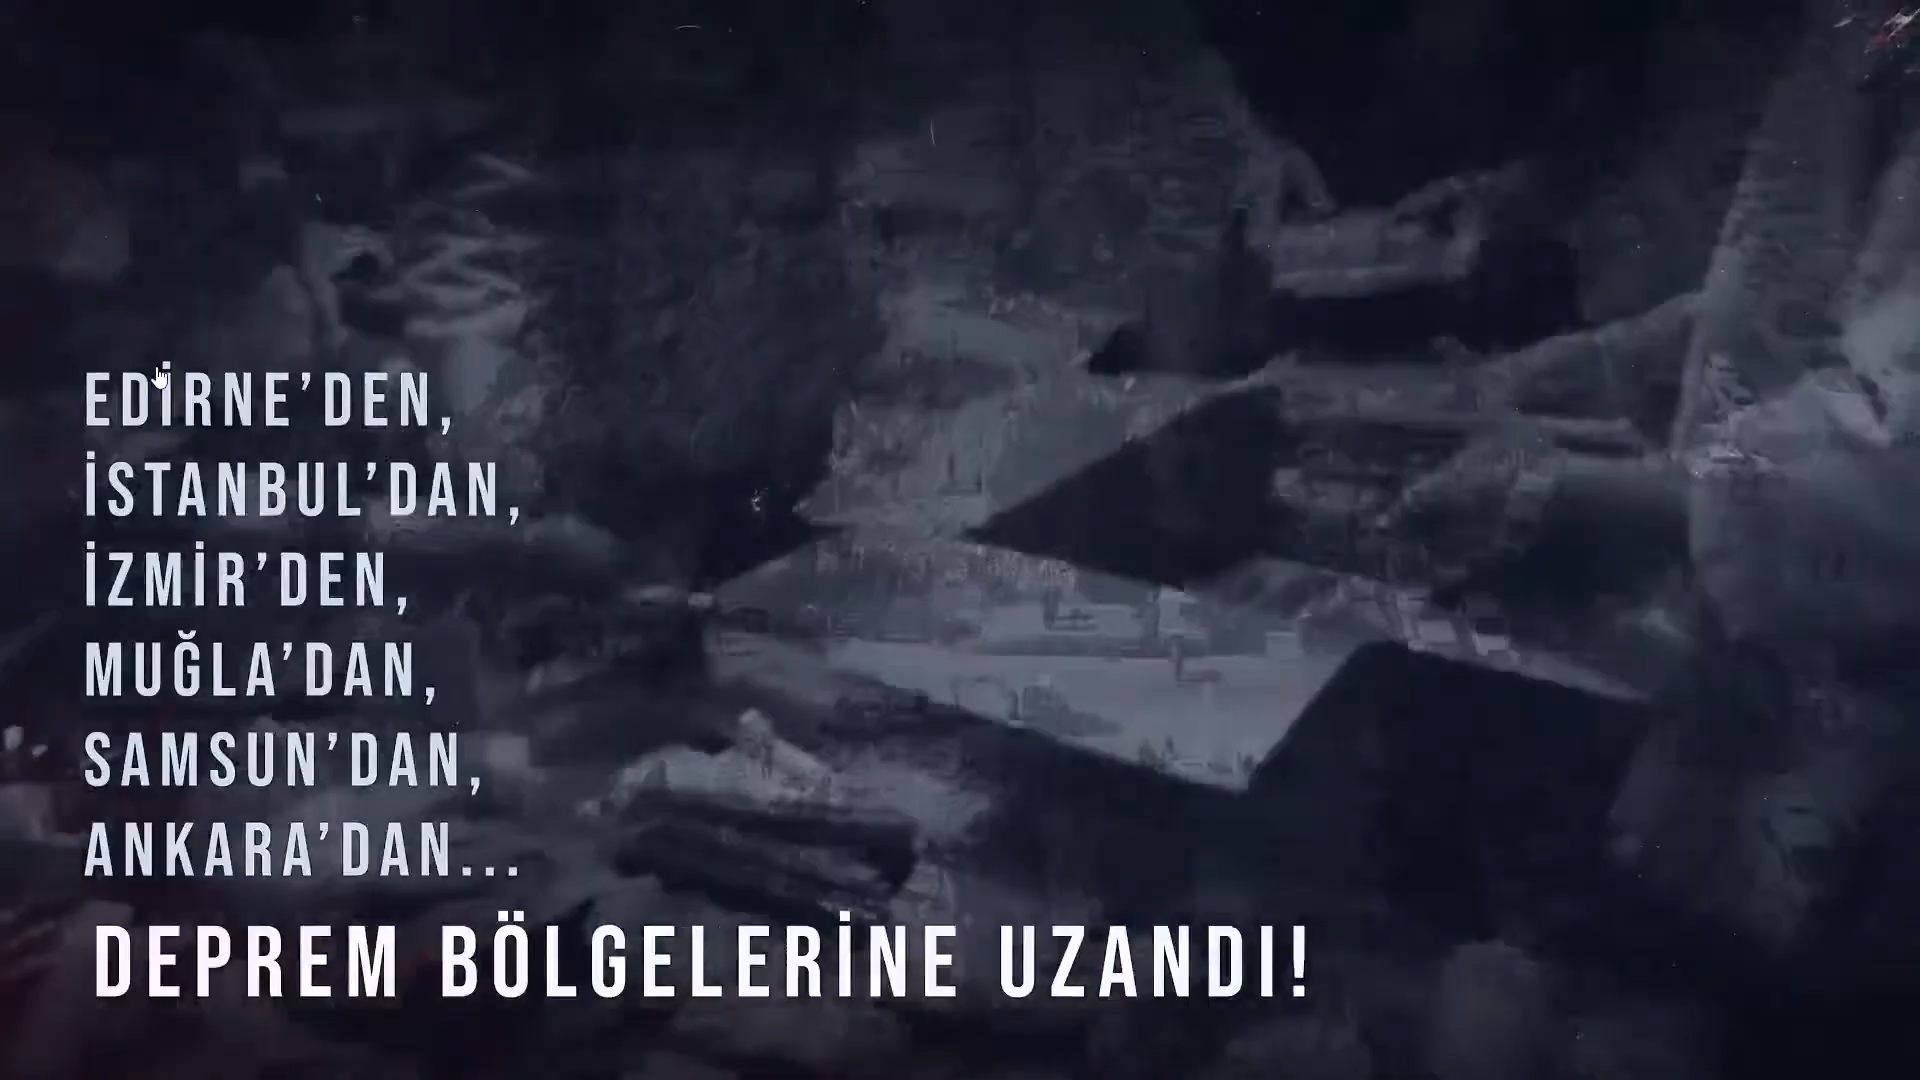 EDİRNE’DEN,
İSTANBUL’DAN,
İZMİR’DEN,
MUĞLA’DAN,
SAMSUN’DAN,
ANKARA’DAN...
DEPREM BÖLGELERİNE UZANDI!